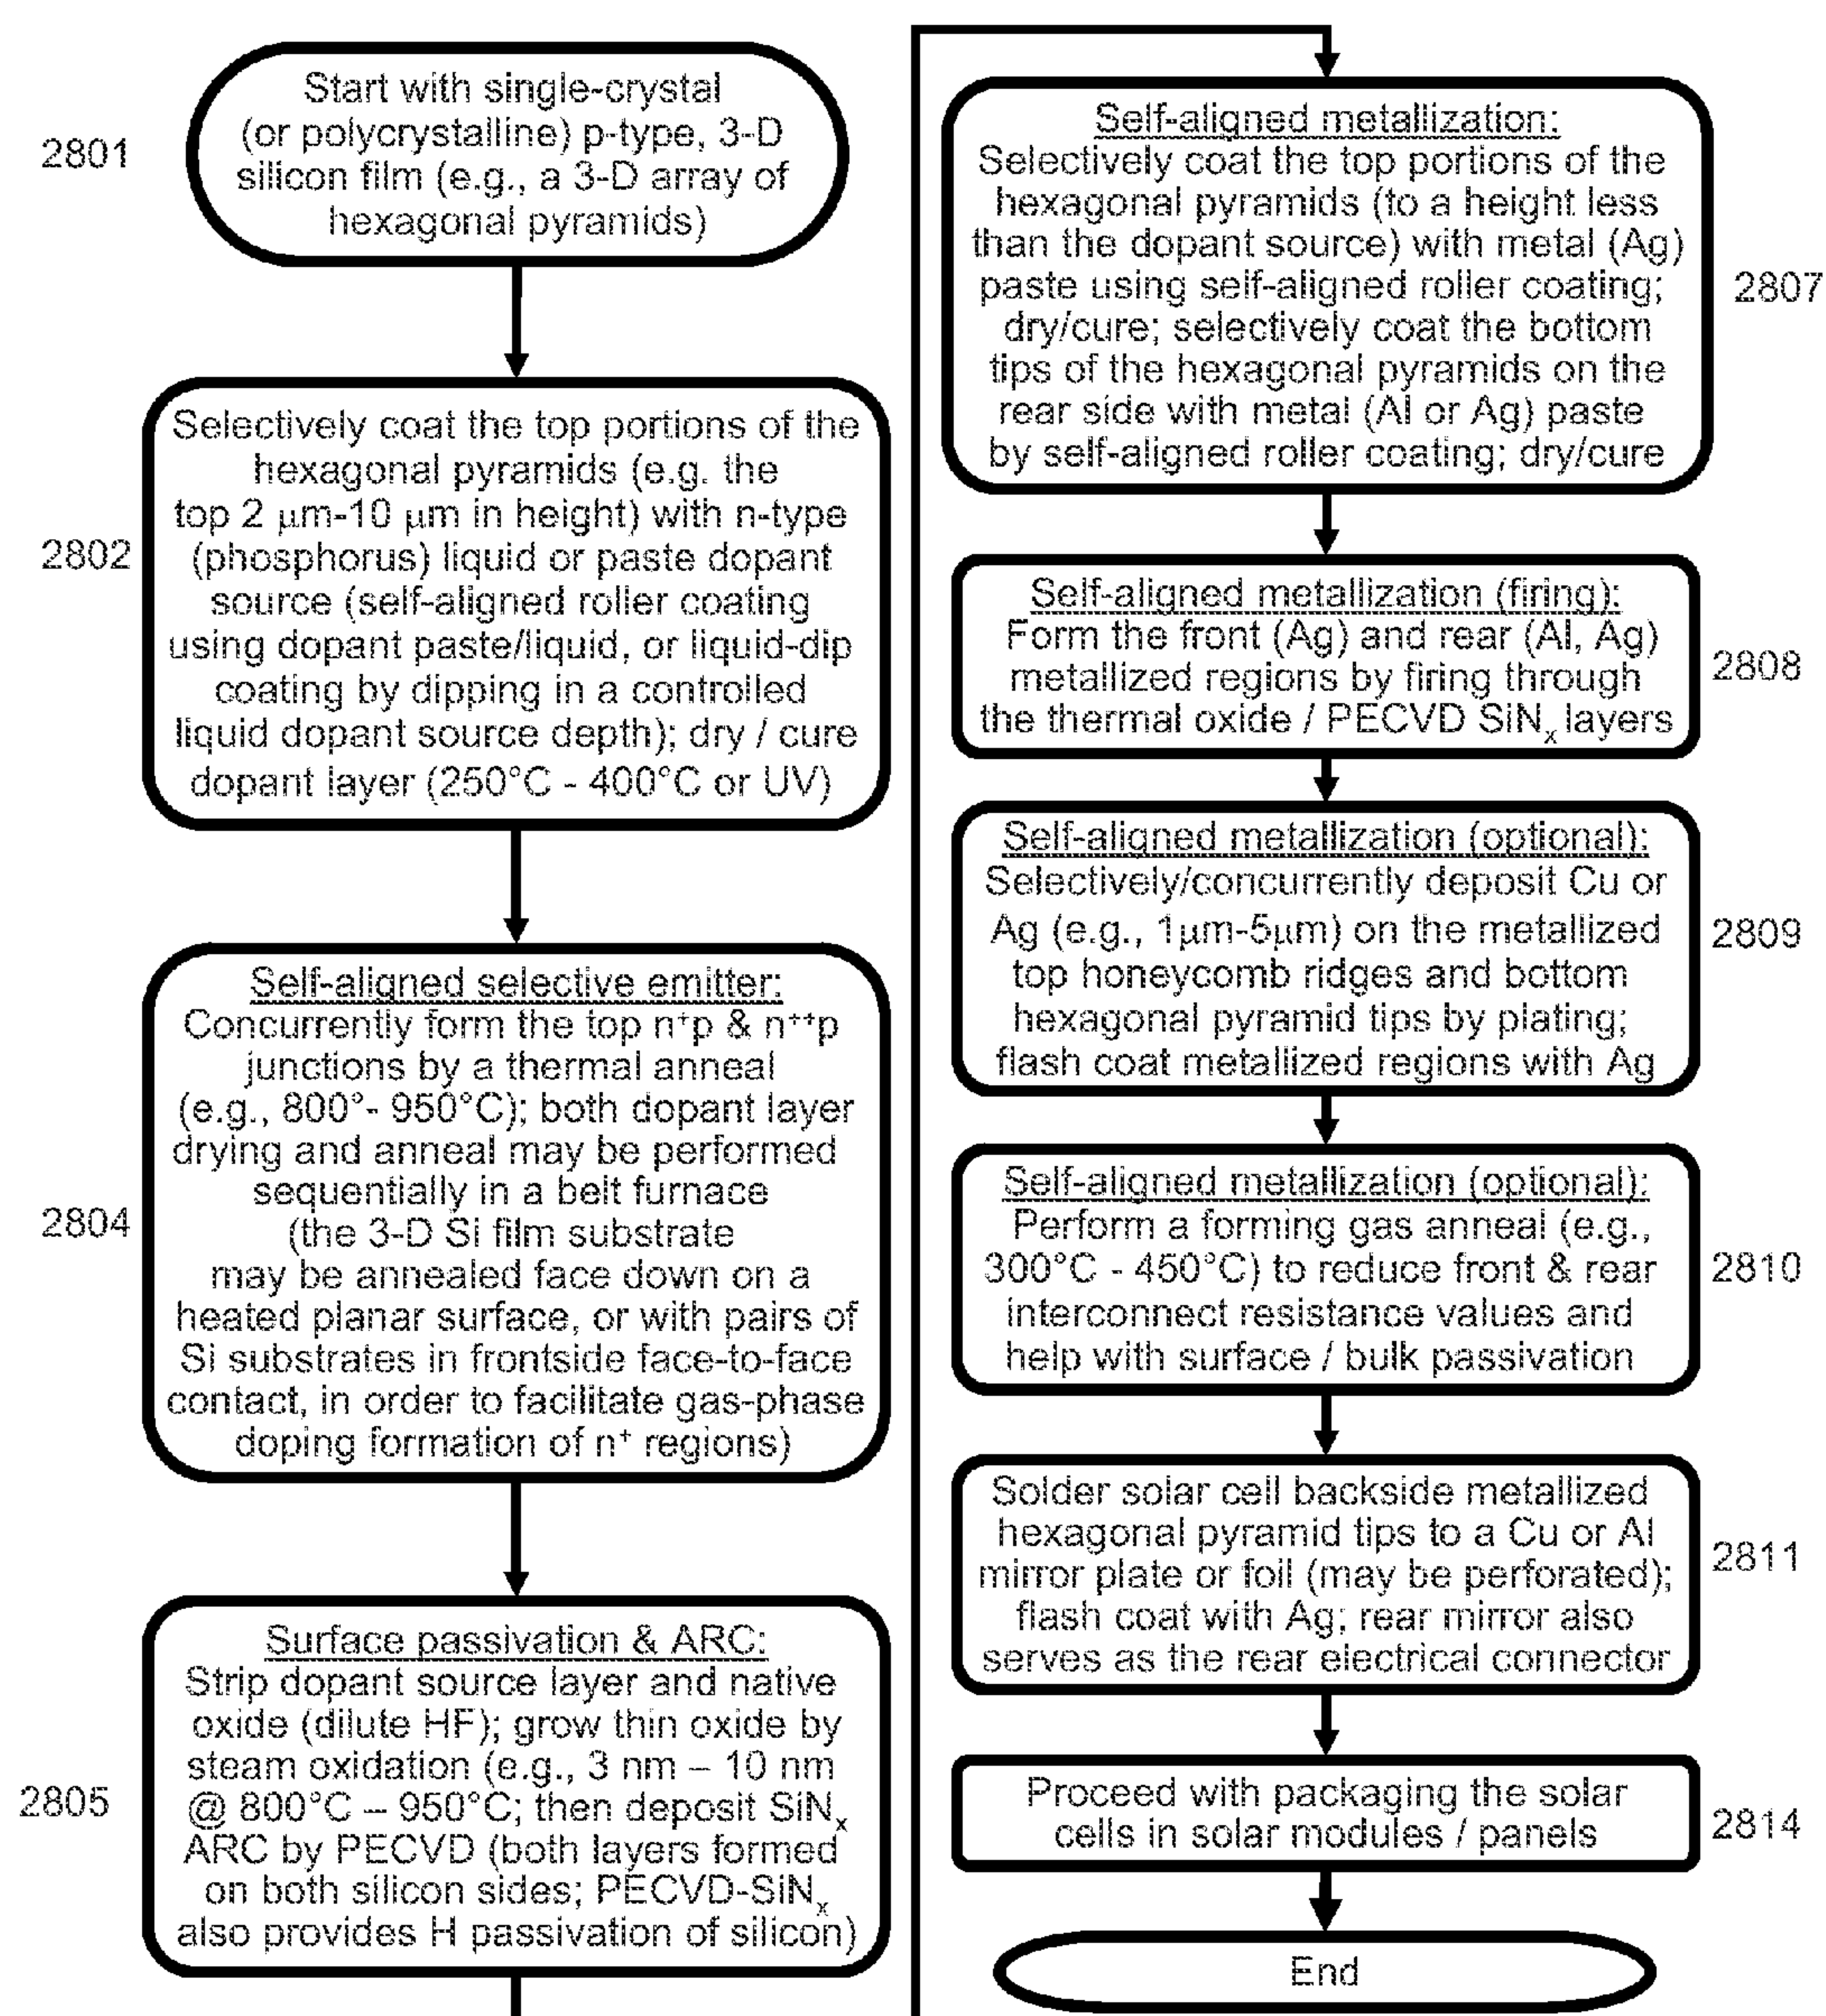 2801
Start with single-crystal
(or polycrystalline) p-type, 3-D
silicon film (e.g., a 3-D array of
hexagonal pyramids)
2802
Selectively coat the top portions of the
hexagonal pyramids (e.g. the
top 2 μm-10 μm in height) with n-type
(phosphorus) liquid or paste dopant
source (self-aligned roller coating
using dopant paste/liquid, or liquid-dip
coating by dipping in a controlled
liquid dopant source depth); dry / cure
dopant layer (250°C - 400°C or UV)
2804
Self-aligned selective emitter:
Concurrently form the top n⁺p & n⁺⁺p
junctions by a thermal anneal
(e.g., 800°- 950°C); both dopant layer
drying and anneal may be performed
sequentially in a belt furnace
(the 3-D Si film substrate
may be annealed face down on a
heated planar surface, or with pairs of
Si substrates in frontside face-to-face
contact, in order to facilitate gas-phase
doping formation of n⁺ regions)
2805
Surface passivation & ARC:
Strip dopant source layer and native
oxide (dilute HF); grow thin oxide by
steam oxidation (e.g., 3 nm – 10 nm
@ 800°C – 950°C; then deposit SiNₓ
ARC by PECVD (both layers formed
on both silicon sides; PECVD-SiNₓ
also provides H passivation of silicon)
2807
Self-aligned metallization:
Selectively coat the top portions of the
hexagonal pyramids (to a height less
than the dopant source) with metal (Ag)
paste using self-aligned roller coating;
dry/cure; selectively coat the bottom
tips of the hexagonal pyramids on the
rear side with metal (Al or Ag) paste
by self-aligned roller coating; dry/cure
2808
Self-aligned metallization (firing):
Form the front (Ag) and rear (Al, Ag)
metallized regions by firing through
the thermal oxide / PECVD SiNₓ layers
2809
Self-aligned metallization (optional):
Selectively/concurrently deposit Cu or
Ag (e.g., 1μm-5μm) on the metallized
top honeycomb ridges and bottom
hexagonal pyramid tips by plating;
flash coat metallized regions with Ag
2810
Self-aligned metallization (optional):
Perform a forming gas anneal (e.g.,
300°C - 450°C) to reduce front & rear
interconnect resistance values and
help with surface / bulk passivation
2811
Solder solar cell backside metallized
hexagonal pyramid tips to a Cu or Al
mirror plate or foil (may be perforated);
flash coat with Ag; rear mirror also
serves as the rear electrical connector
2814
Proceed with packaging the solar
cells in solar modules / panels
End